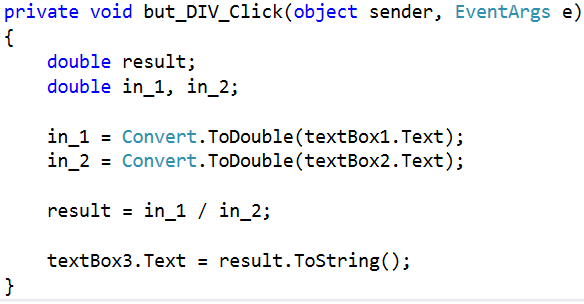 private void but_DIV_Click(object sender, EventArgs e)
{
    double result;
    double in_1, in_2;

    in_1 = Convert.ToDouble(textBox1.Text);
    in_2 = Convert.ToDouble(textBox2.Text);

    result = in_1 / in_2;

    textBox3.Text = result.ToString();
}